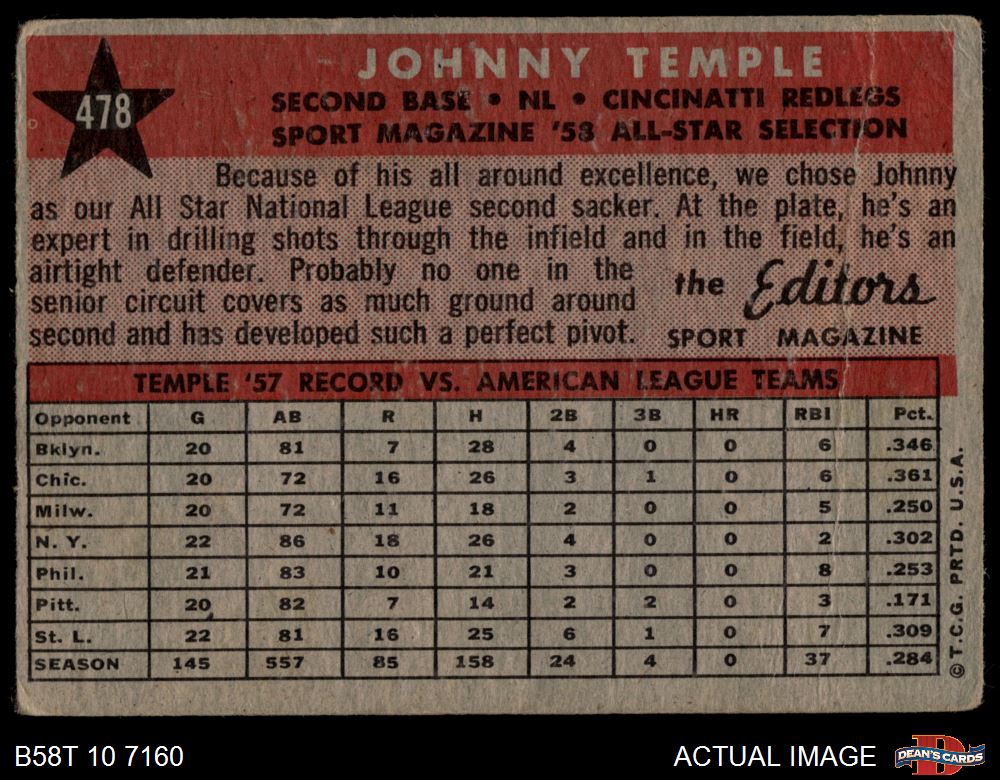 JOHNNY TEMPLE
478
SECOND BASE • NL • CINCINATTI REDLEGS
SPORT MAGAZINE '58 ALL-STAR SELECTION
Because of his all around excellence, we chose Johnny
as our All Star National League second sacker. At the plate, he's an
expert in drilling shots through the infield and in the field, he's an
airtight defender. Probably no one in the
senior circuit covers as much ground around
second and has developed such a perfect pivot.
the Editors
SPORT MAGAZINE
TEMPLE '57 RECORD VS. AMERICAN LEAGUE TEAMS
Opponent G AB R H 2B 3B HR RBI Pct.
Bklyn. 20 81 7 28 4 0 0 6 .346
Chic. 20 72 16 26 3 1 0 6 .361
Milw. 20 72 11 18 2 0 0 5 .250
N. Y. 22 86 18 26 4 0 0 2 .302
Phil. 21 83 10 21 3 0 0 8 .253
Pitt. 20 82 7 14 2 2 0 3 .171
St. L. 22 81 16 25 6 1 0 7 .309
SEASON 145 557 85 158 24 4 0 37 .284
© T.C.G. PRTD. U.S.A.
B58T 10 7160
ACTUAL IMAGE
DEAN'S CARDS